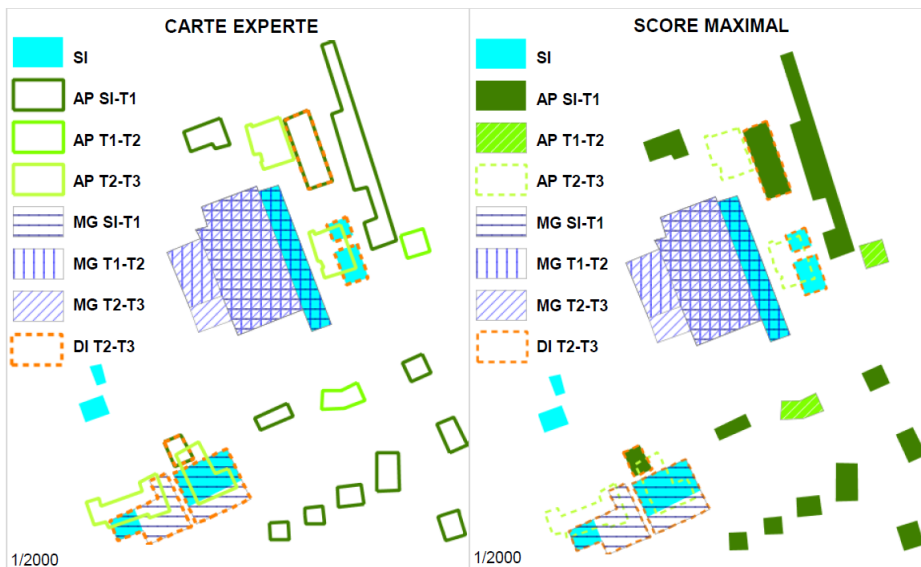 CARTE EXPERTE
SI
AP SI-T1
AP T1-T2
AP T2-T3
MG SI-T1
MG T1-T2
MG T2-T3
DI T2-T3
1/2000
SCORE MAXIMAL
SI
AP SI-T1
AP T1-T2
AP T2-T3
MG SI-T1
MG T1-T2
MG T2-T3
DI T2-T3
1/2000